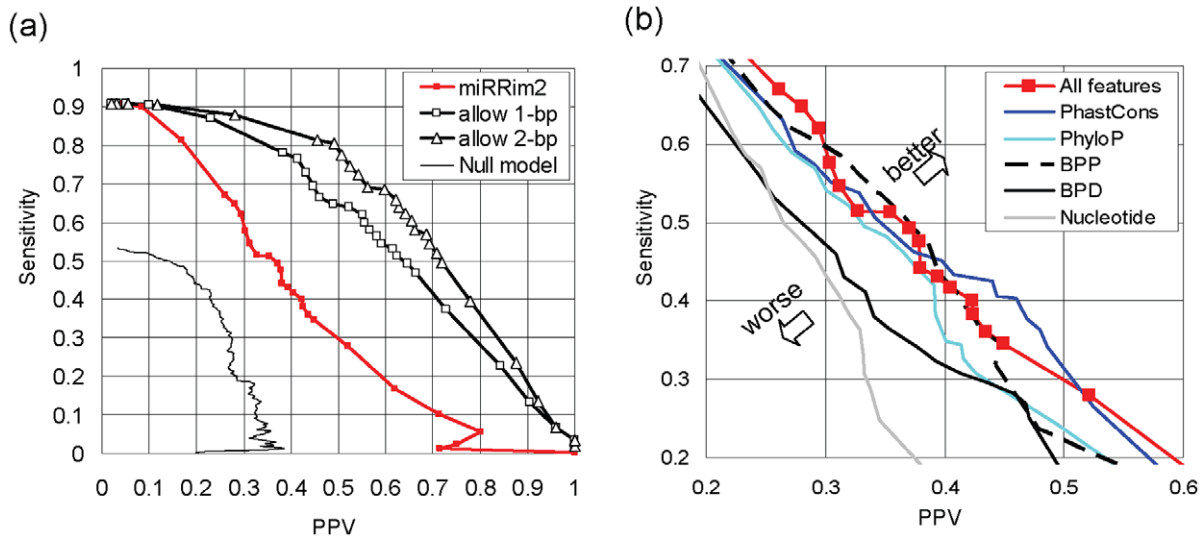 (a)
Sensitivity
1
0.9
0.8
0.7
0.6
0.5
0.4
0.3
0.2
0.1
0
0 0.1 0.2 0.3 0.4 0.5 0.6 0.7 0.8 0.9 1
PPV
miRRim2
allow 1-bp
allow 2-bp
Null model
(b)
Sensitivity
0.7
0.6
0.5
0.4
0.3
0.2
0.2 0.3 0.4 0.5 0.6
PPV
All features
PhastCons
PhyloP
BPP
BPD
Nucleotide
better
worse